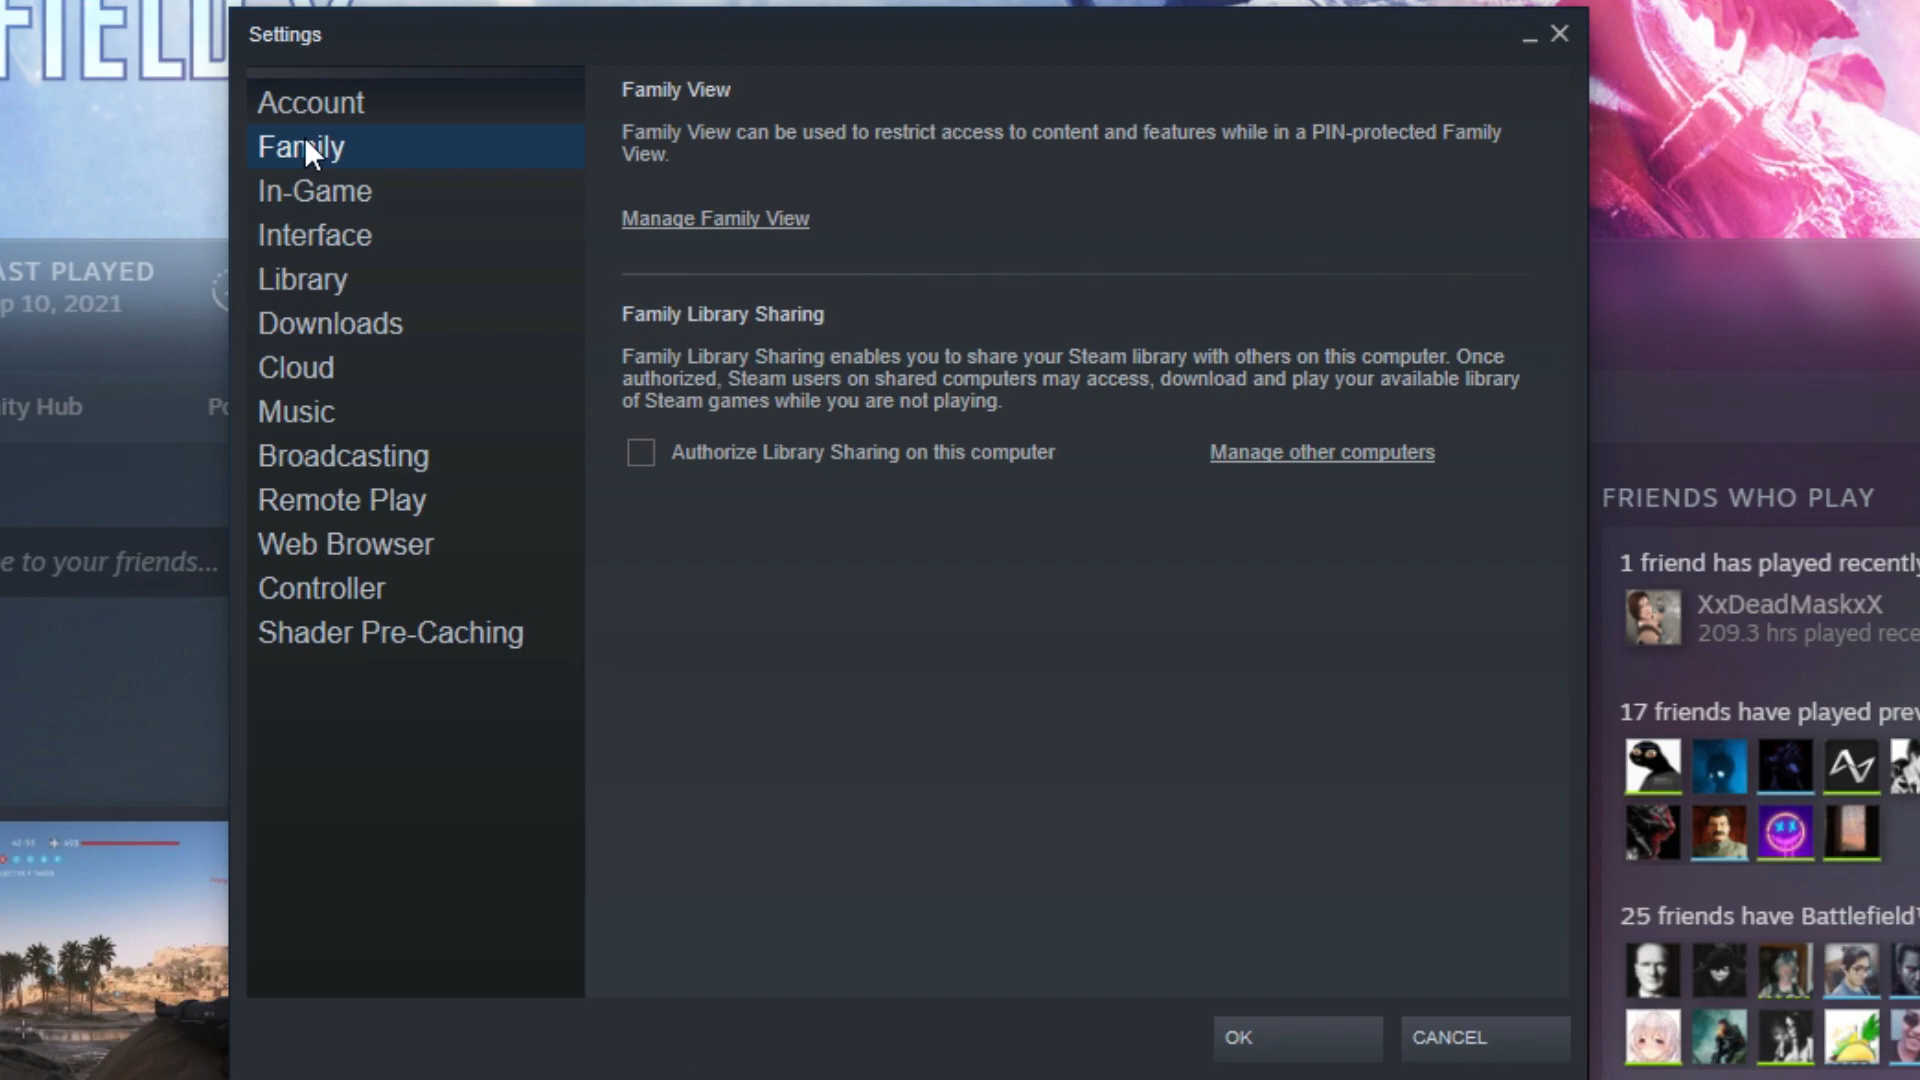 FIELD V
Settings
Account
Family
In-Game
Interface
Library
Downloads
Cloud
Music
Broadcasting
Remote Play
Web Browser
Controller
Shader Pre-Caching
Family View
Family View can be used to restrict access to content and features while in a PIN-protected Family
View.
Manage Family View
Family Library Sharing
Family Library Sharing enables you to share your Steam library with others on this computer. Once
authorized, Steam users on shared computers may access, download and play your available library
of Steam games while you are not playing.
Authorize Library Sharing on this computer
Manage other computers
OK
CANCEL
AST PLAYED
p 10, 2021
ity Hub
Po
e to your friends...
FRIENDS WHO PLAY
1 friend has played recently
XxDeadMaskxX
209.3 hrs played rece
17 friends have played prev
25 friends have Battlefield™